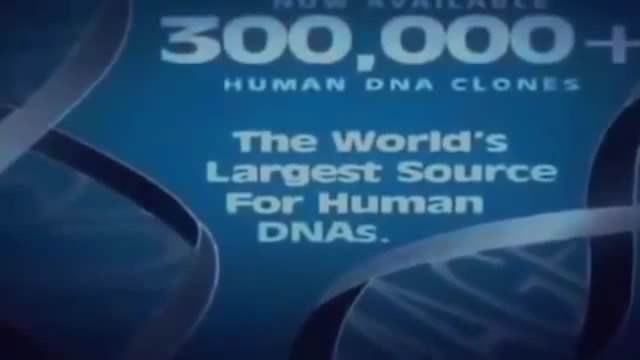 NOW AVAILABLE
300,000+
HUMAN DNA CLONES
The World's
Largest Source
For Human
DNAs.